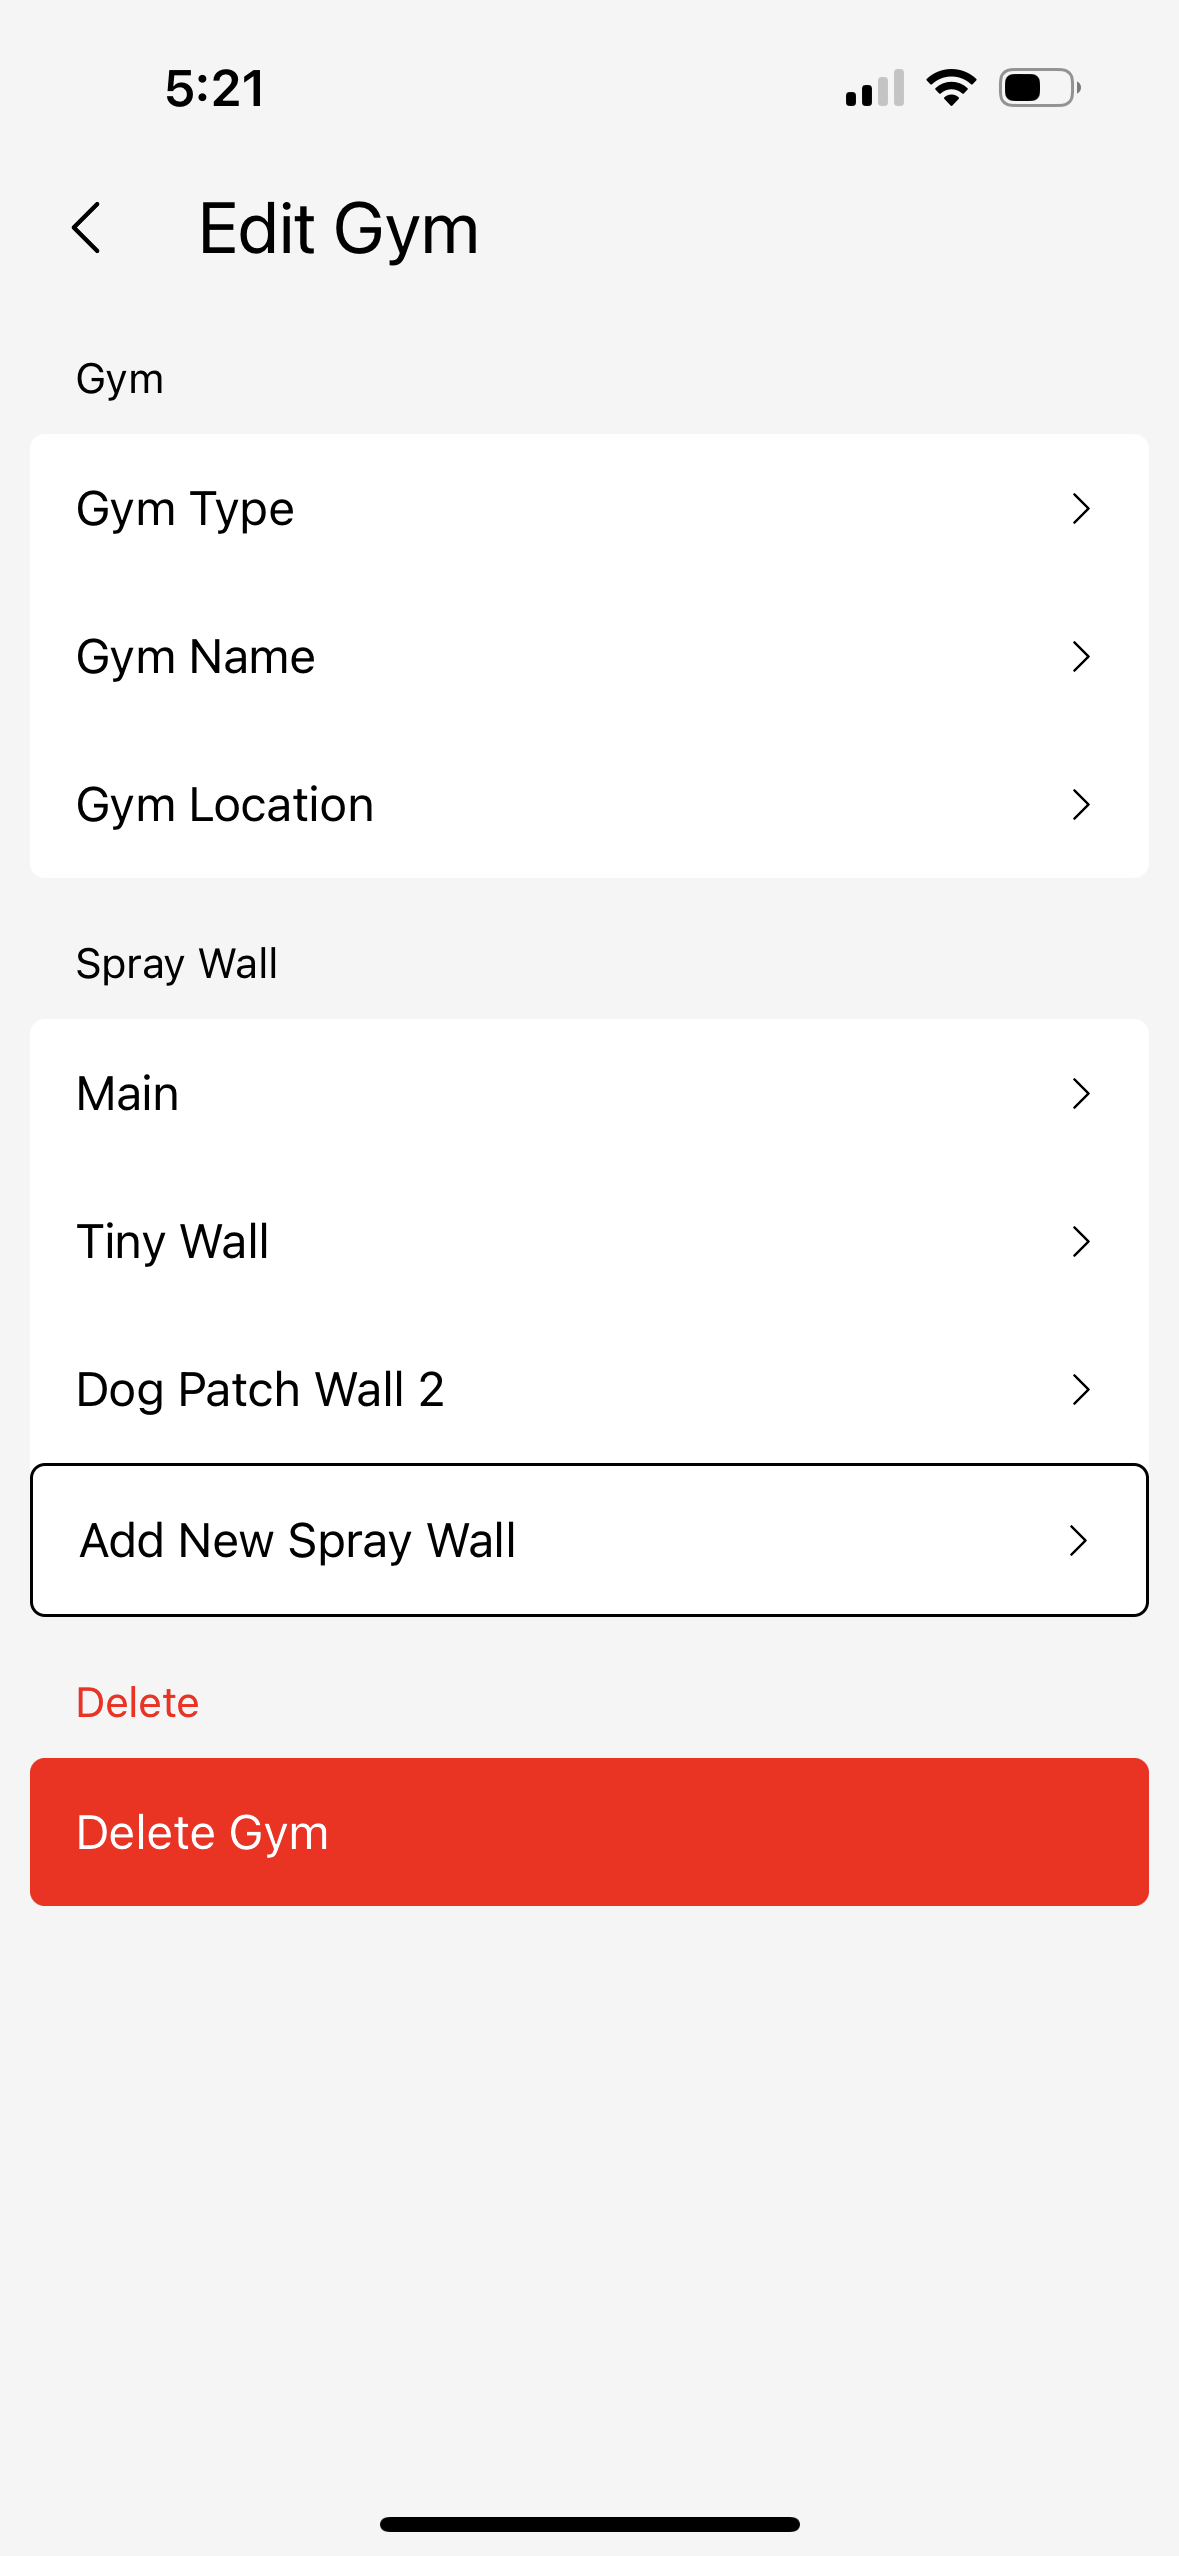 5:21
Edit Gym
Gym
Gym Type
Gym Name
Gym Location
Spray Wall
Main
Tiny Wall
Dog Patch Wall 2
Add New Spray Wall
Delete
Delete Gym